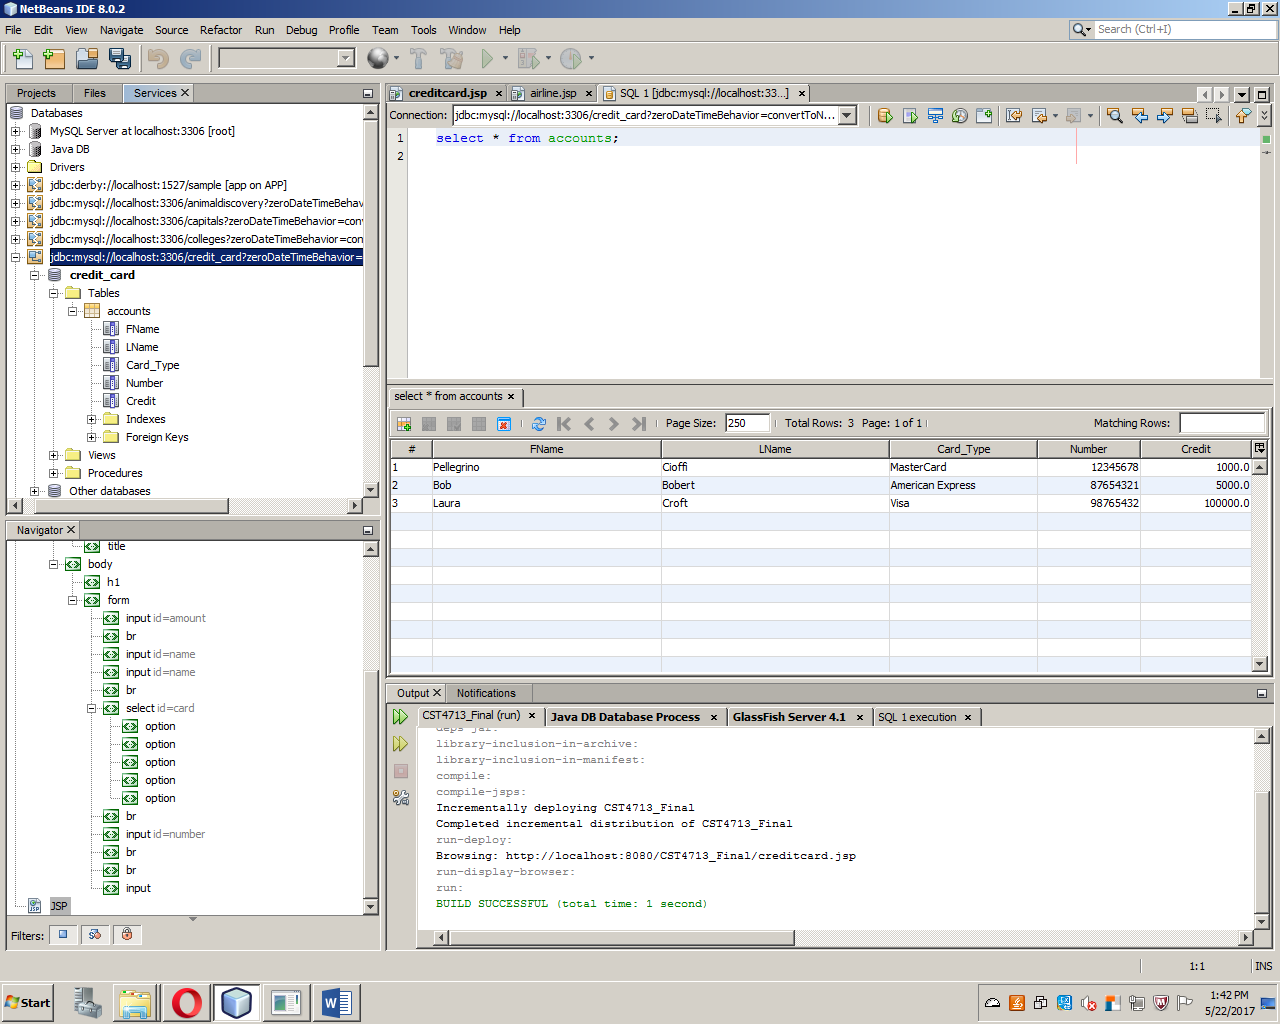 NetBeans IDE 8.0.2
File Edit View Navigate Source Refactor Run Debug Profile Team Tools Window Help
Search (Ctrl+I)
Projects Files Services
Databases
MySQL Server at localhost:3306 [root]
Java DB
Drivers
jdbc:derby://localhost:1527/sample [app on APP]
jdbc:mysql://localhost:3306/animaldiscovery?zeroDateTimeBehav
jdbc:mysql://localhost:3306/capitals?zeroDateTimeBehavior=conv
jdbc:mysql://localhost:3306/colleges?zeroDateTimeBehavior=con
jdbc:mysql://localhost:3306/credit_card?zeroDateTimeBehavior=
credit_card
Tables
accounts
FName
LName
Card_Type
Number
Credit
Indexes
Foreign Keys
Views
Procedures
Other databases
Navigator
title
body
h1
form
input id=amount
br
input id=name
input id=name
br
select id=card
option
option
option
option
option
br
input id=number
br
br
input
JSP
Filters:
creditcard.jsp airline.jsp SQL 1 [jdbc:mysql://localhost:33...]
Connection: jdbc:mysql://localhost:3306/credit_card?zeroDateTimeBehavior=convertToN...
1 select * from accounts;
2
select * from accounts
Page Size: 250 Total Rows: 3 Page: 1 of 1 Matching Rows:
# FName LName Card_Type Number Credit
1 Pellegrino Cioffi MasterCard 12345678 1000.0
2 Bob Bobert American Express 87654321 5000.0
3 Laura Croft Visa 98765432 100000.0
Output Notifications
CST4713_Final (run) Java DB Database Process GlassFish Server 4.1 SQL 1 execution
deps-jar:
library-inclusion-in-archive:
library-inclusion-in-manifest:
compile:
compile-jsps:
Incrementally deploying CST4713_Final
Completed incremental distribution of CST4713_Final
run-deploy:
Browsing: http://localhost:8080/CST4713_Final/creditcard.jsp
run-display-browser:
run:
BUILD SUCCESSFUL (total time: 1 second)
1:1 INS
Start
1:42 PM
5/22/2017